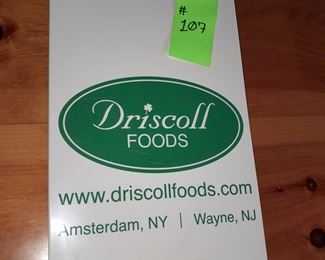 # 107
Driscoll
FOODS
www.driscollfoods.com
Amsterdam, NY | Wayne, NJ